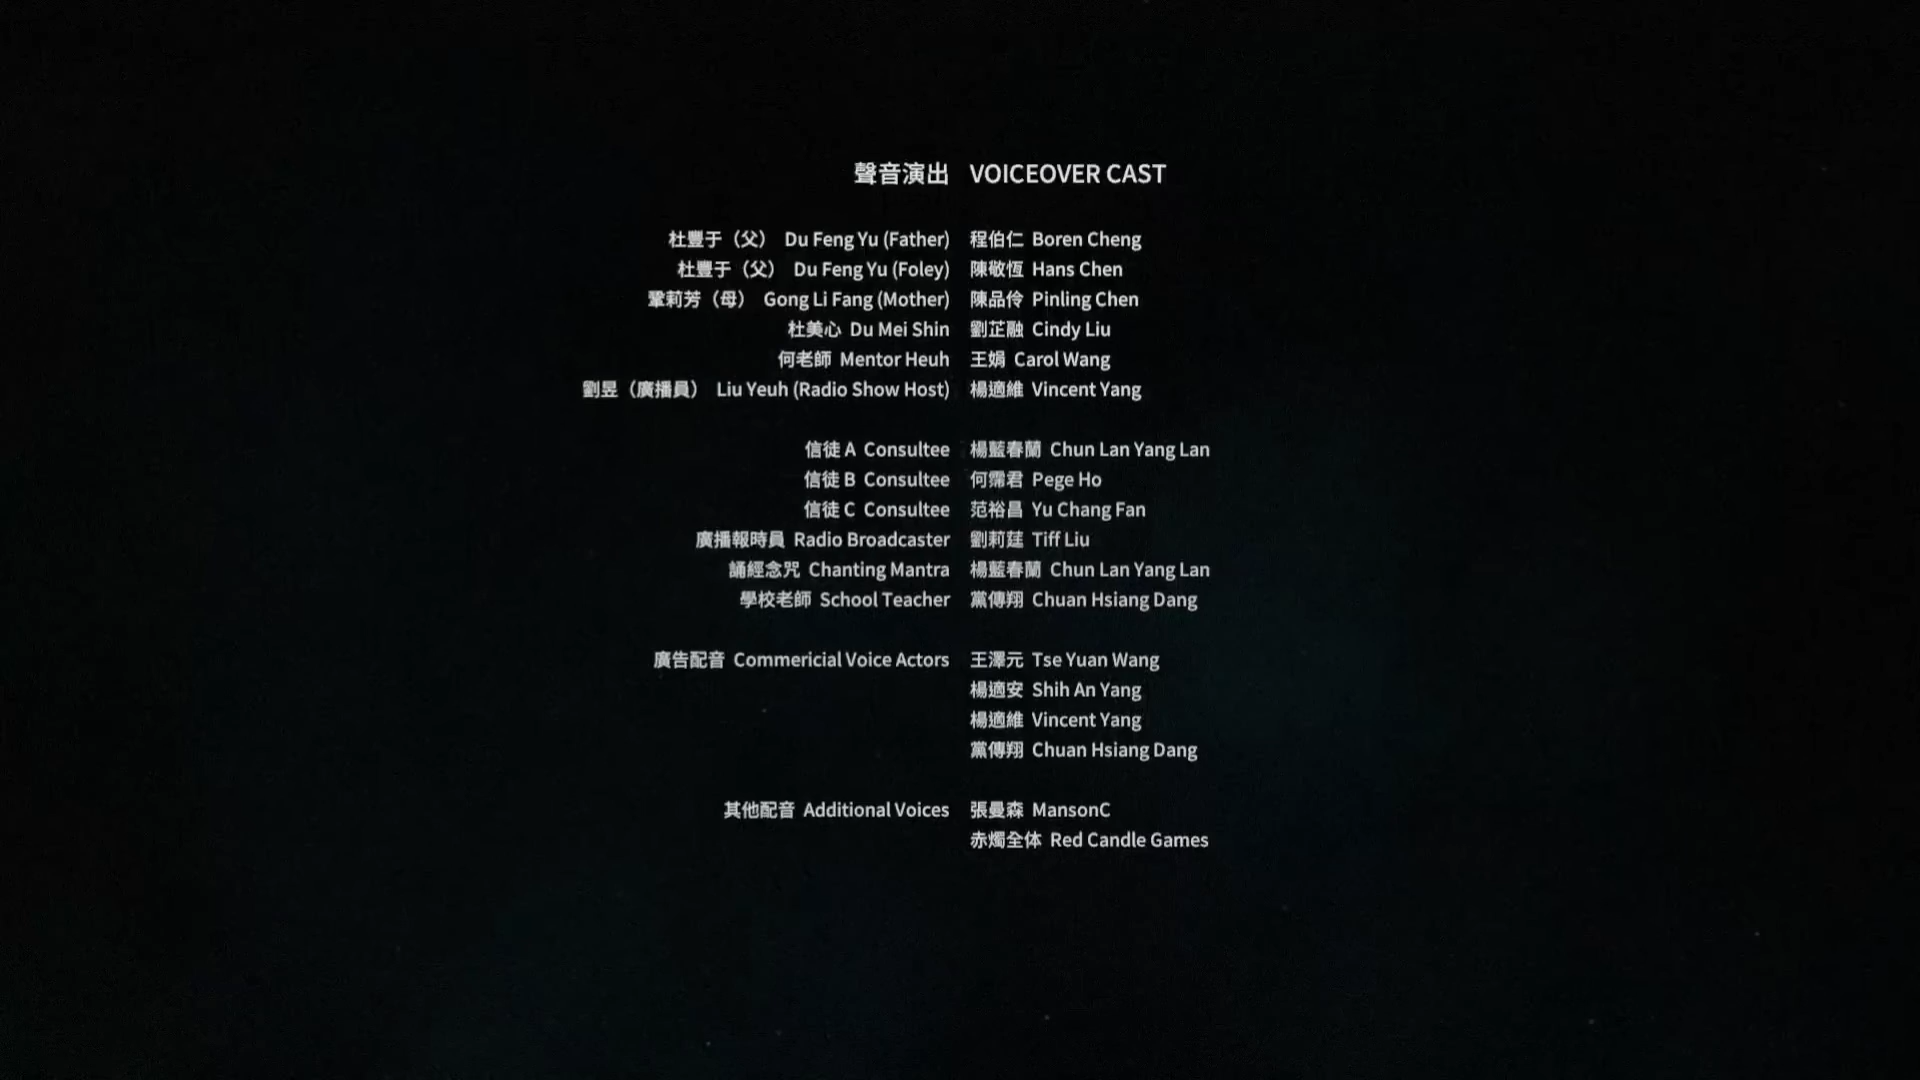 聲音演出 VOICEOVER CAST
杜豐于（父） Du Feng Yu (Father) 程伯仁 Boren Cheng
杜豐于（父） Du Feng Yu (Foley) 陳敬恆 Hans Chen
鞏莉芳（母） Gong Li Fang (Mother) 陳品伶 Pinling Chen
杜美心 Du Mei Shin 劉芷融 Cindy Liu
何老師 Mentor Heuh 王娟 Carol Wang
劉昱（廣播員） Liu Yeuh (Radio Show Host) 楊適維 Vincent Yang
信徒 A Consultee 楊藍春蘭 Chun Lan Yang Lan
信徒 B Consultee 何霈君 Pege Ho
信徒 C Consultee 范裕昌 Yu Chang Fan
廣播報時員 Radio Broadcaster 劉莉莛 Tiff Liu
誦經念咒 Chanting Mantra 楊藍春蘭 Chun Lan Yang Lan
學校老師 School Teacher 黨傳翔 Chuan Hsiang Dang
廣告配音 Commericial Voice Actors 王澤元 Tse Yuan Wang
楊適安 Shih An Yang
楊適維 Vincent Yang
黨傳翔 Chuan Hsiang Dang
其他配音 Additional Voices 張曼森 MansonC
赤燭全体 Red Candle Games